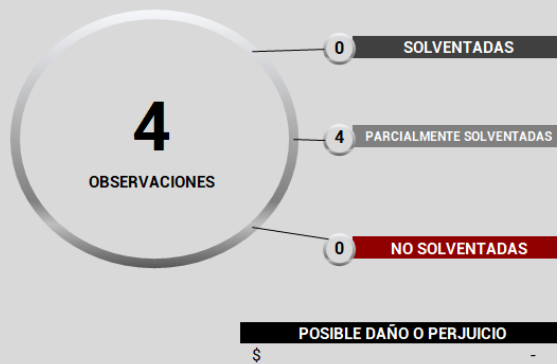 4
OBSERVACIONES
0 SOLVENTADAS
4 PARCIALMENTE SOLVENTADAS
0 NO SOLVENTADAS
POSIBLE DAÑO O PERJUICIO
$ -